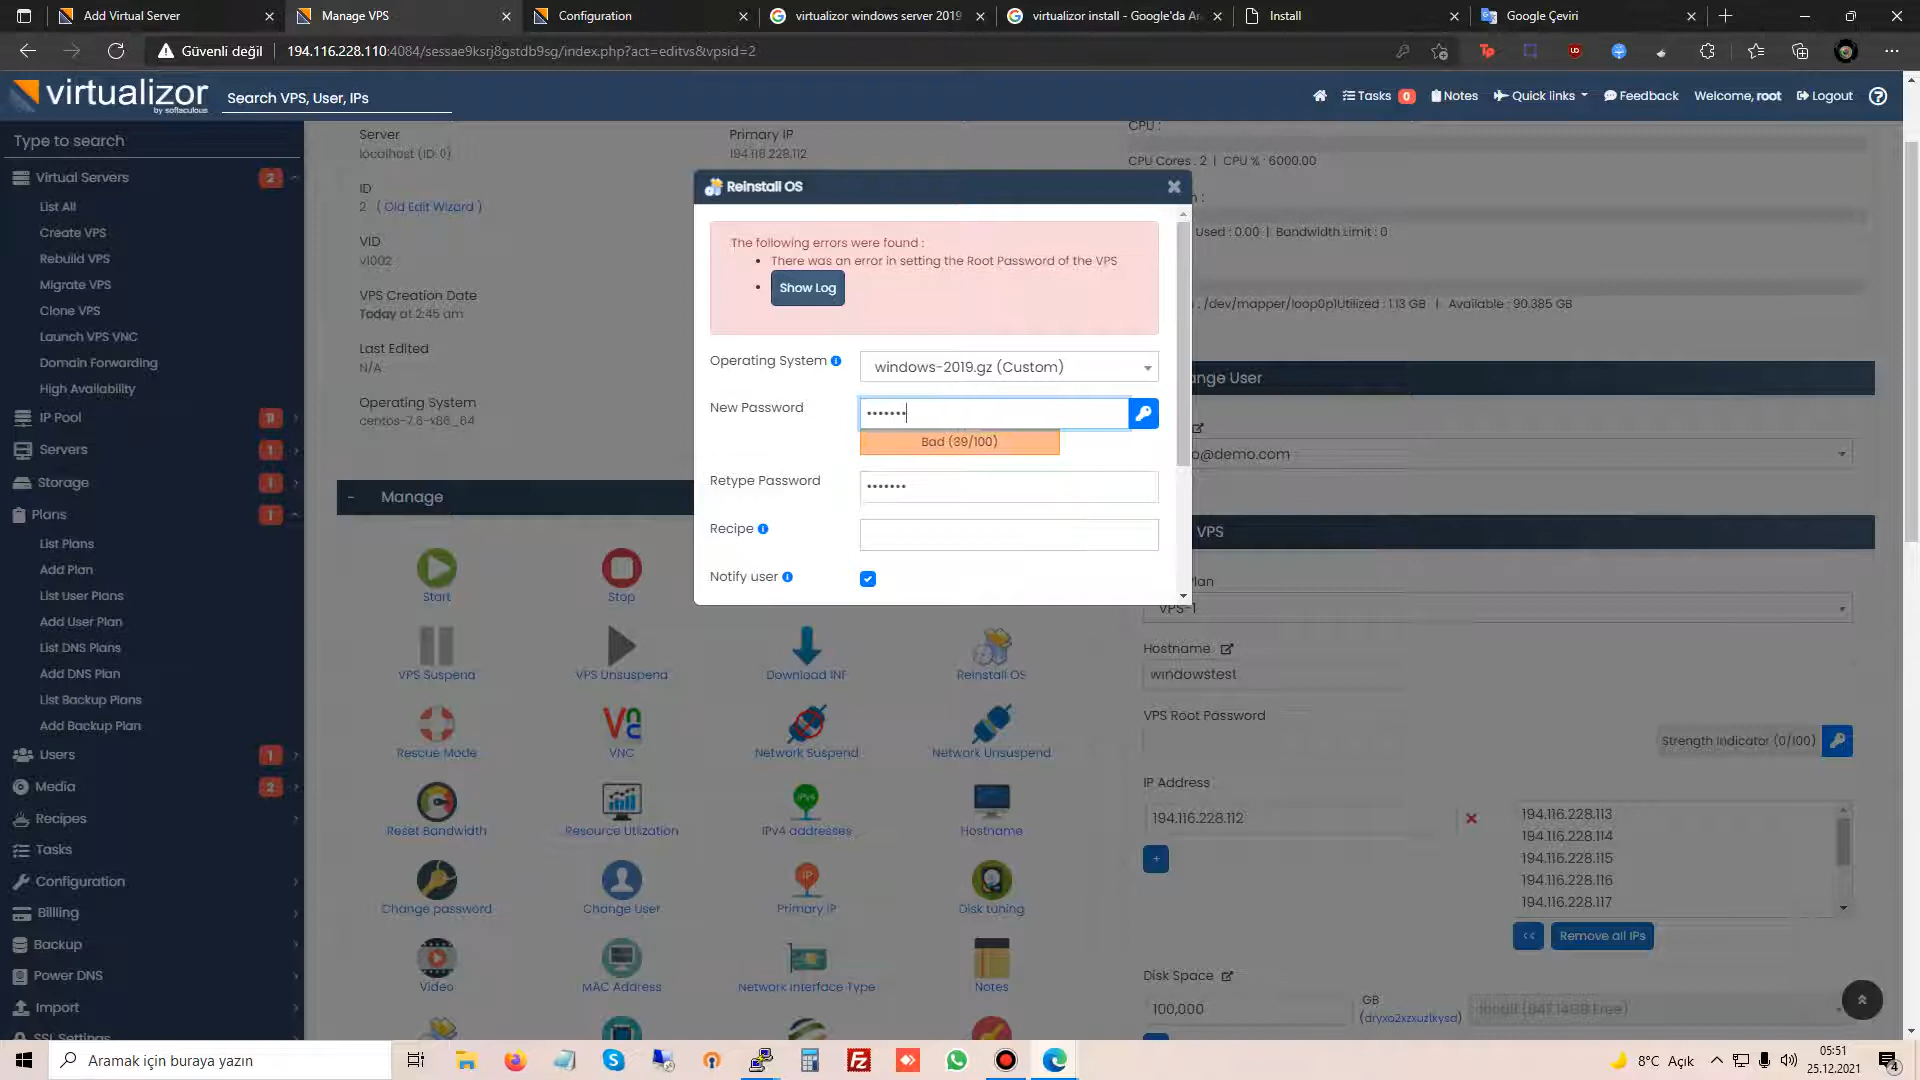 Add Virtual Server
Manage VPS
Configuration
virtualizor windows server 2019
virtualizor install - Google'da Ar
Install
Google Çeviri
Güvenli değil
194.116.228.110:4084/sessae9ksrj8gstdb9sg/index.php?act=editvs&vpsid=2
virtualizor
by softaculous
Search VPS, User, IPs
Tasks 0
Notes
Quick links
Feedback
Welcome, root
Logout
Type to search
Virtual Servers 2
List All
Create VPS
Rebuild VPS
Migrate VPS
Clone VPS
Launch VPS VNC
Domain Forwarding
High Availability
IP Pool 11
Servers 1
Storage 1
Plans 1
List Plans
Add Plan
List User Plans
Add User Plan
List DNS Plans
Add DNS Plan
List Backup Plans
Add Backup Plan
Users 1
Media 2
Recipes
Tasks
Configuration
Billing
Backup
Power DNS
Import
SSL Settings
Server
localhost (ID: 0)
Primary IP
194.116.228.112
ID
2 ( Old Edit Wizard )
VID
v1002
VPS Creation Date
Today at 2:45 am
Last Edited
N/A
Operating System
centos-7.6-x86_64
CPU :
CPU Cores : 2 | CPU % : 6000.00
Used : 0.00 | Bandwidth Limit : 0
: /dev/mapper/loop0p1Utilized : 1.13 GB | Available : 90.385 GB
Reinstall OS
The following errors were found :
There was an error in setting the Root Password of the VPS
Show Log
Operating System
windows-2019.gz (Custom)
New Password
Bad (39/100)
Retype Password
Recipe
Notify user
Manage
Start
Stop
VPS Suspend
VPS Unsuspend
Download INF
Reinstall OS
Rescue Mode
VNC
Network Suspend
Network Unsuspend
Reset Bandwidth
Resource Utlization
IPv4 addresses
Hostname
Change password
Change User
Primary IP
Disk tuning
Video
MAC Address
Network Interface Type
Notes
ange User
o@demo.com
VPS
Plan
VPS-1
Hostname
windowstest
VPS Root Password
Strength Indicator (0/100)
IP Address
194.116.228.112
194.116.228.113
194.116.228.114
194.116.228.115
194.116.228.116
194.116.228.117
<<
Remove all IPs
Disk Space
100,000
GB
(dryxo2xzxuzlkysd)
Aramak için buraya yazın
8°C Açık
05:51
25.12.2021
4